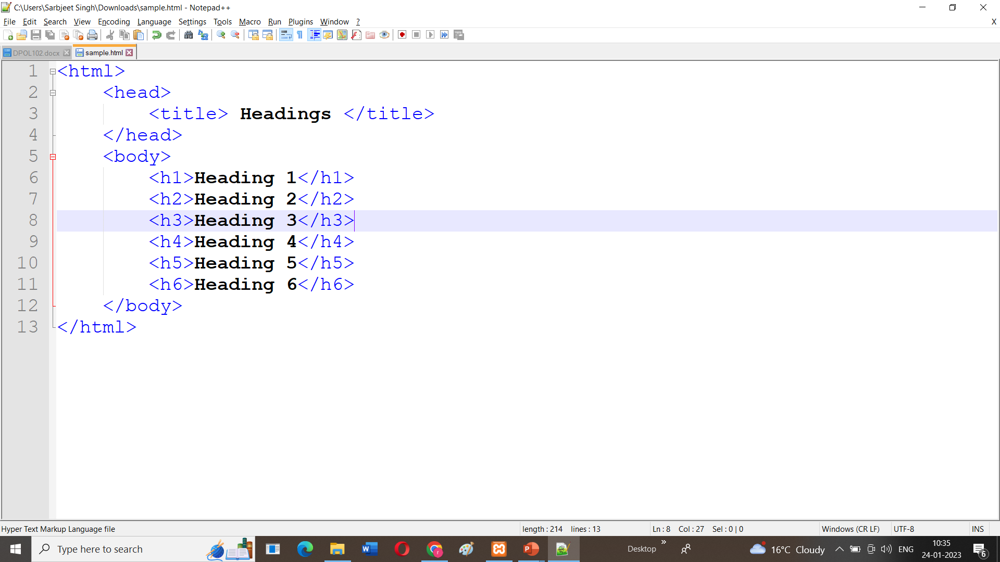 C:\Users\Sarbjeet Singh\Downloads\sample.html - Notepad++
File Edit Search View Encoding Language Settings Tools Macro Run Plugins Window ? X
DPOL102.docx sample.html
1 <html>
2 <head>
3 <title> Headings </title>
4 </head>
5 <body>
6 <h1>Heading 1</h1>
7 <h2>Heading 2</h2>
8 <h3>Heading 3</h3>
9 <h4>Heading 4</h4>
10 <h5>Heading 5</h5>
11 <h6>Heading 6</h6>
12 </body>
13 </html>
Hyper Text Markup Language file length : 214 lines : 13 Ln : 8 Col : 27 Sel : 0 | 0 Windows (CR LF) UTF-8 INS
Type here to search Desktop » 16°C Cloudy ENG 10:35
24-01-2023 6